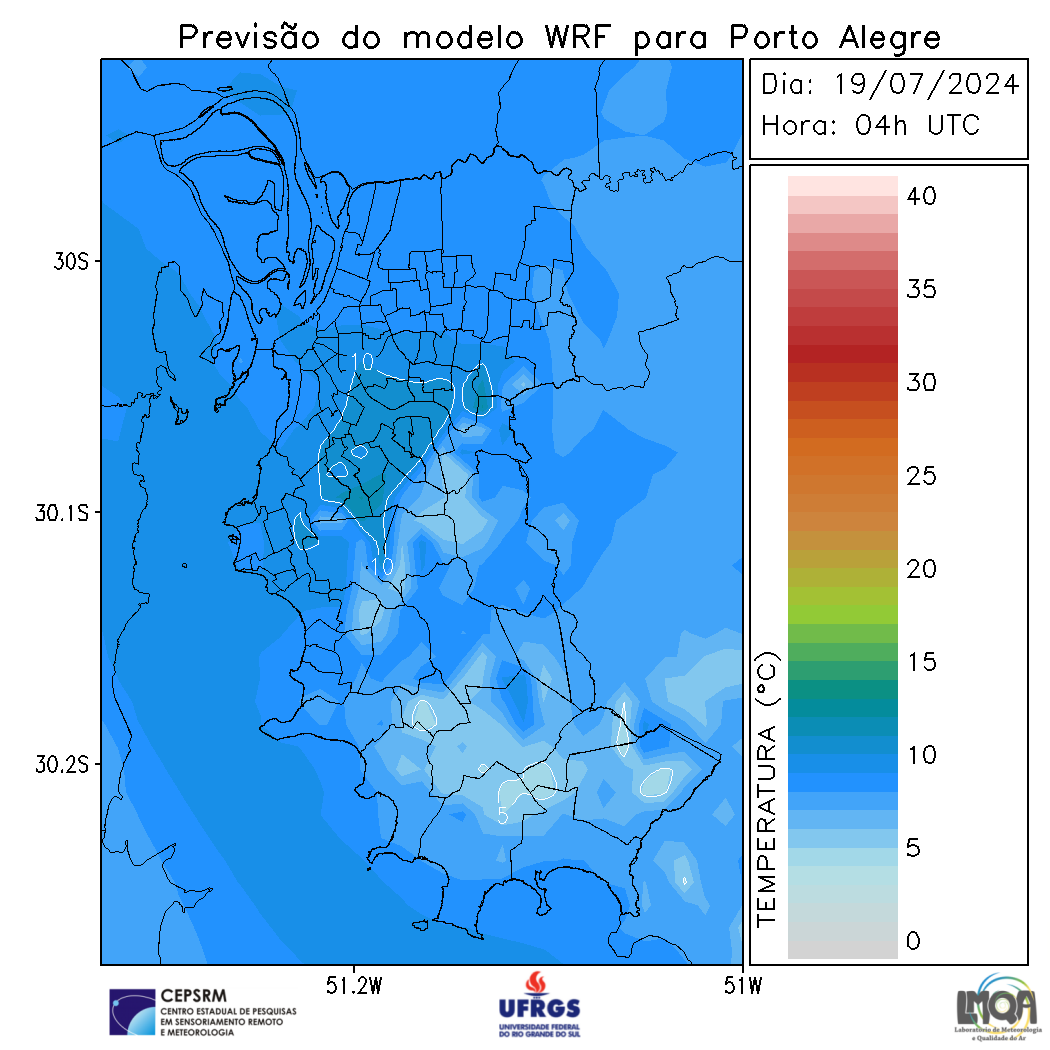 Previsão do modelo WRF para Porto Alegre
Dia: 19/07/2024
Hora: 04h UTC
40
35
30
25
20
15
10
5
0
TEMPERATURA (°C)
30S
30.1S
30.2S
51.2W
51W
10
10
5
CEPSRM
CENTRO ESTADUAL DE PESQUISAS
EM SENSORIAMENTO REMOTO
E METEOROLOGIA
UFRGS
UNIVERSIDADE FEDERAL
DO RIO GRANDE DO SUL
LMQA
Laboratório de Meteorologia
e Qualidade do Ar